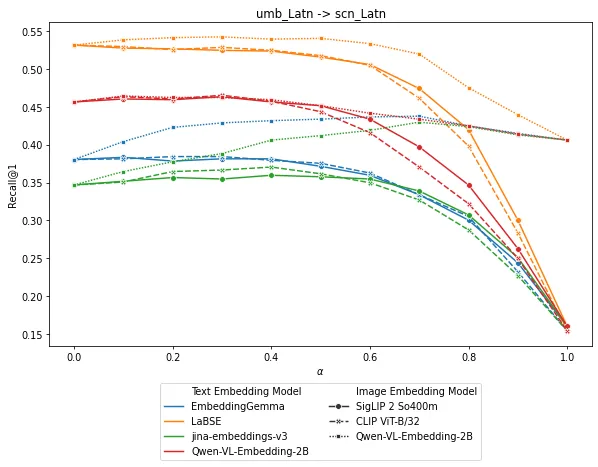 umb_Latn -> scn_Latn
0.55
0.50
0.45
0.40
0.35
0.30
0.25
0.20
0.15
Recall@1
0.0 0.2 0.4 0.6 0.8 1.0
α
Text Embedding Model
EmbeddingGemma
LaBSE
jina-embeddings-v3
Qwen-VL-Embedding-2B
Image Embedding Model
SigLIP 2 So400m
CLIP ViT-B/32
Qwen-VL-Embedding-2B